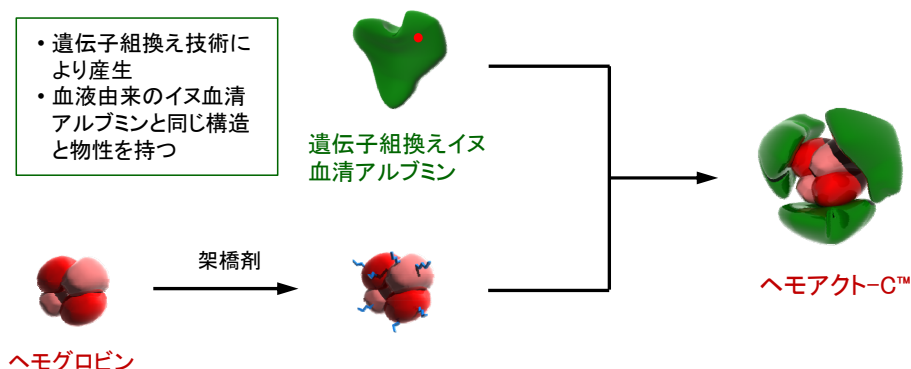 ・遺伝子組換え技術に
より産生
・血液由来のイヌ血清
アルブミンと同じ構造
と物性を持つ
遺伝子組換えイヌ
血清アルブミン
架橋剤
ヘモグロビン
ヘモアクト-C™